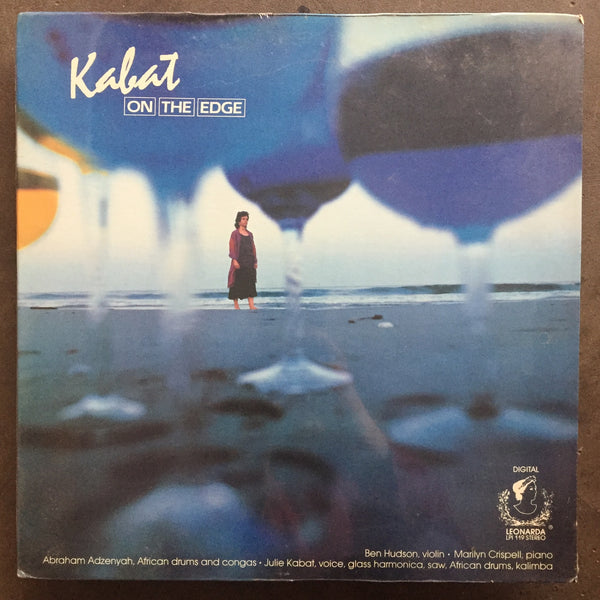 Kabat
ON THE EDGE
DIGITAL
LEONARDA
LPI 119 STEREO
®
Ben Hudson, violin • Marilyn Crispell, piano
Abraham Adzenyah, African drums and congas • Julie Kabat, voice, glass harmonica, saw, African drums, kalimba